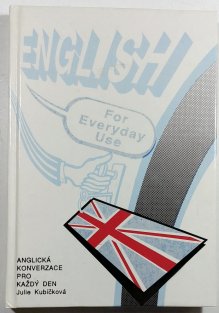 ENGLISH
For
Everyday
Use
ANGLICKÁ
KONVERZACE
PRO
KAŽDÝ DEN
Julie Kubičková